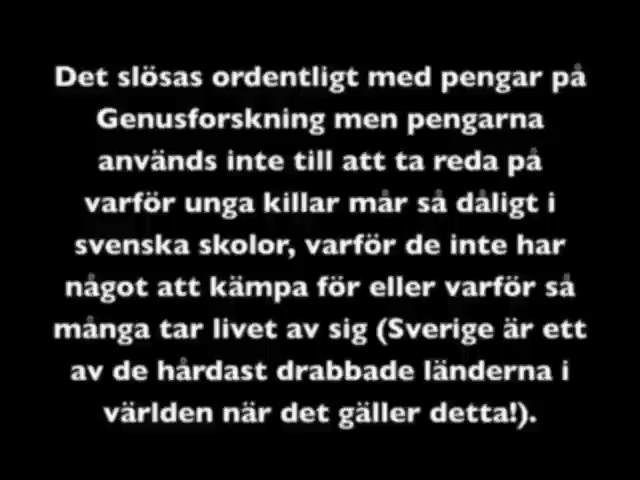 Det slösas ordentligt med pengar på
Genusforskning men pengarna
används inte till att ta reda på
varför unga killar mår så dåligt i
svenska skolor, varför de inte har
något att kämpa för eller varför så
många tar livet av sig (Sverige är ett
av de hårdast drabbade länderna i
världen när det gäller detta!).